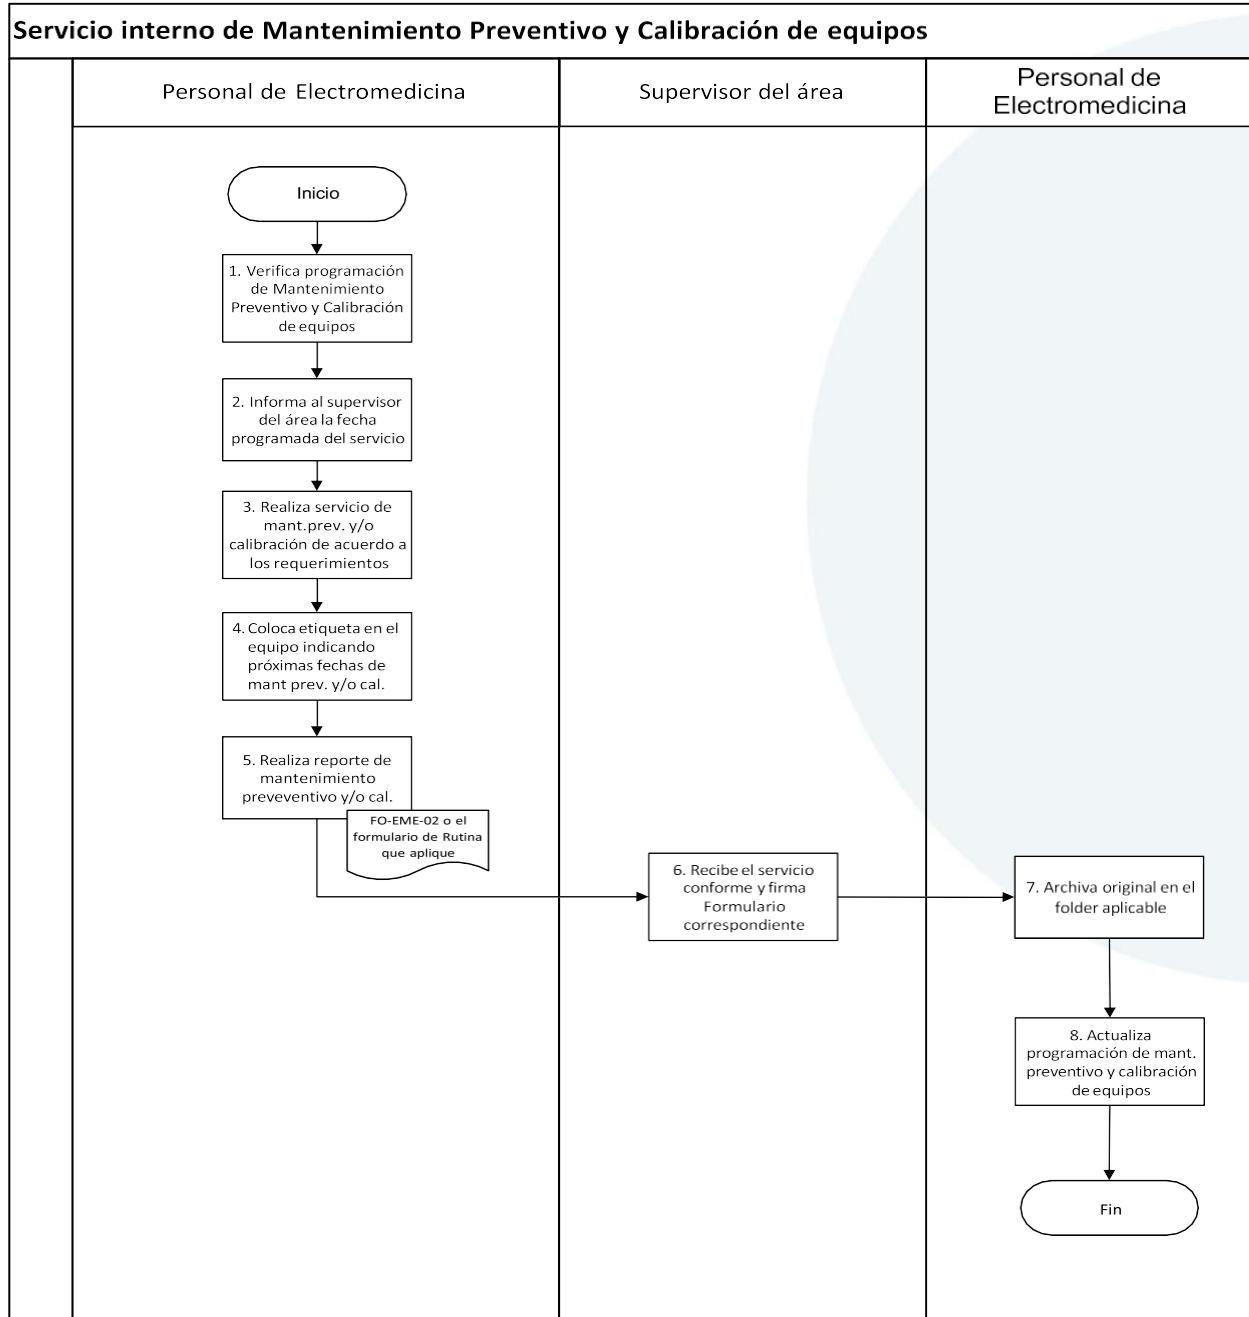 Servicio interno de Mantenimiento Preventivo y Calibración de equipos
Personal de Electromedicina
Supervisor del área
Personal de
Electromedicina
Inicio
1. Verifica programación
de Mantenimiento
Preventivo y Calibración
de equipos
2. Informa al supervisor
del área la fecha
programada del servicio
3. Realiza servicio de
mant.prev. y/o
calibración de acuerdo a
los requerimientos
4. Coloca etiqueta en el
equipo indicando
próximas fechas de
mant prev. y/o cal.
5. Realiza reporte de
mantenimiento
preveventivo y/o cal.
FO-EME-02 o el
formulario de Rutina
que aplique
6. Recibe el servicio
conforme y firma
Formulario
correspondiente
7. Archiva original en el
folder aplicable
8. Actualiza
programación de mant.
preventivo y calibración
de equipos
Fin